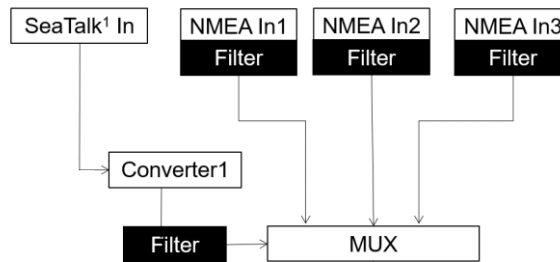 SeaTalk¹ In
NMEA In1
Filter
NMEA In2
Filter
NMEA In3
Filter
Converter1
Filter
MUX